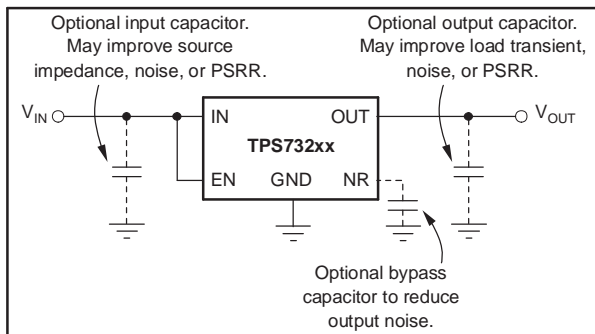 Optional input capacitor.
May improve source
impedance, noise, or PSRR.
Optional output capacitor.
May improve load transient,
noise, or PSRR.
VIN
IN
OUT
VOUT
TPS732xx
EN
GND
NR
Optional bypass
capacitor to reduce
output noise.